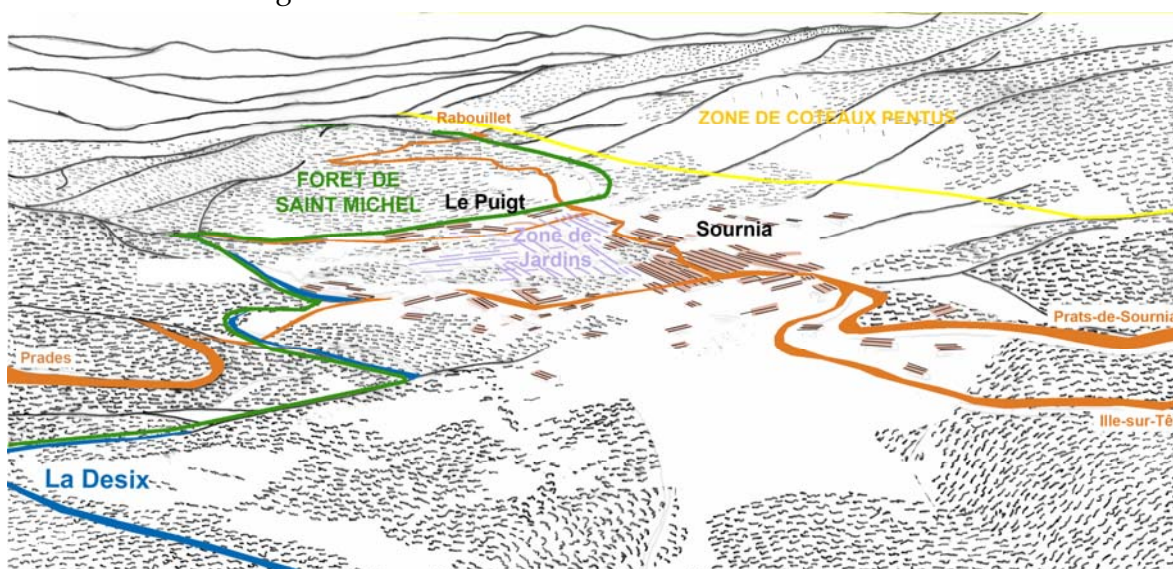 Rabouillet
ZONE DE COTEAUX PENTUS
FORET DE
SAINT MICHEL
Le Puigt
Sournia
Zone de
Jardins
Prats-de-Sournia
Prades
Ille-sur-Têt
La Desix